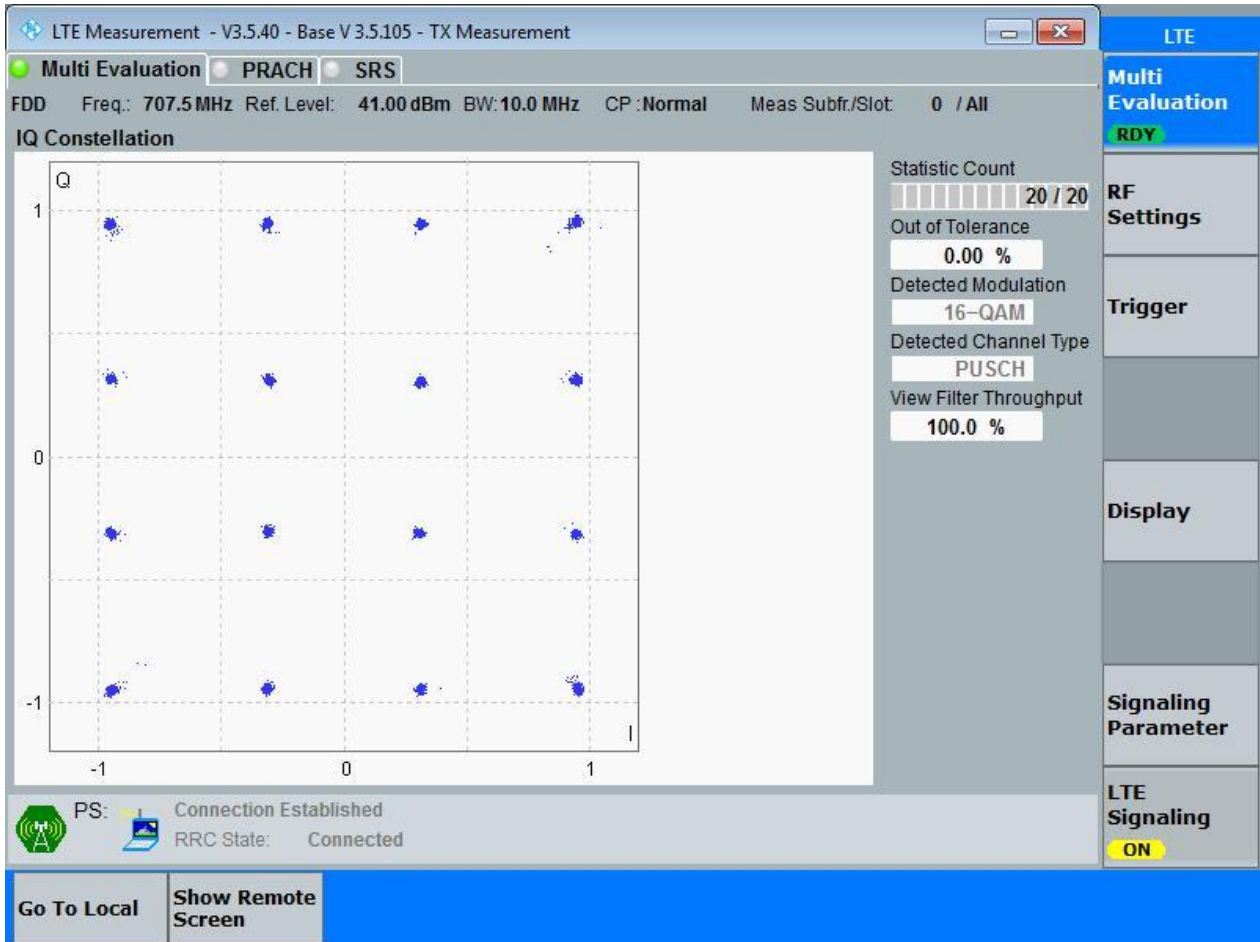 LTE Measurement - V3.5.40 - Base V 3.5.105 - TX Measurement
LTE
Multi Evaluation PRACH SRS
Multi
Evaluation
RDY
FDD Freq.: 707.5 MHz Ref. Level: 41.00 dBm BW: 10.0 MHz CP : Normal Meas Subfr./Slot: 0 / All
IQ Constellation
Q
1
0
-1
I
-1 0 1
Statistic Count
20 / 20
Out of Tolerance
0.00 %
Detected Modulation
16-QAM
Detected Channel Type
PUSCH
View Filter Throughput
100.0 %
RF
Settings
Trigger
Display
Signaling
Parameter
LTE
Signaling
ON
PS: Connection Established
RRC State: Connected
Go To Local
Show Remote
Screen